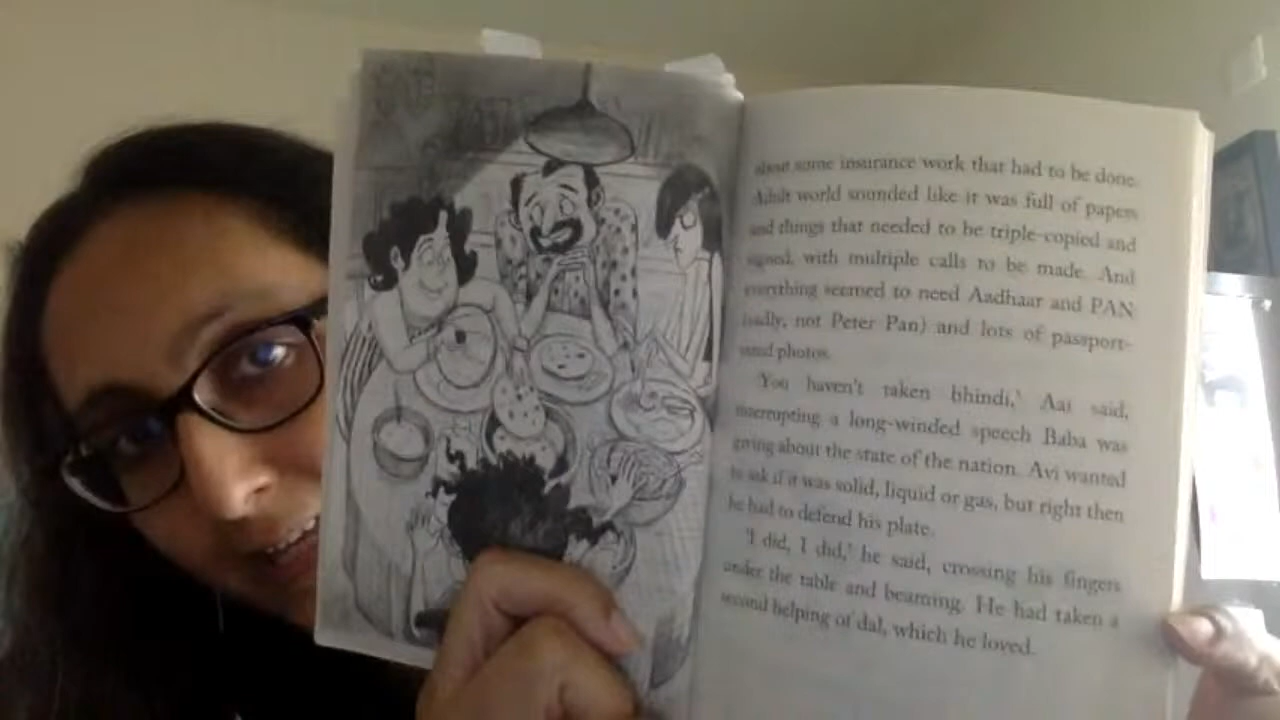 about some insurance work that had to be done.
Adult world sounded like it was full of papers
and things that needed to be triple-copied and
signed, with multiple calls to be made. And
everything seemed to need Aadhaar and PAN
(sadly, not Peter Pan) and lots of passport-
sized photos.
'You haven't taken bhindi,' Aai said,
interrupting a long-winded speech Baba was
giving about the state of the nation. Avi wanted
to ask if it was solid, liquid or gas, but right then
he had to defend his plate.
'I did, I did,' he said, crossing his fingers
under the table and beaming. He had taken a
second helping of dal, which he loved.